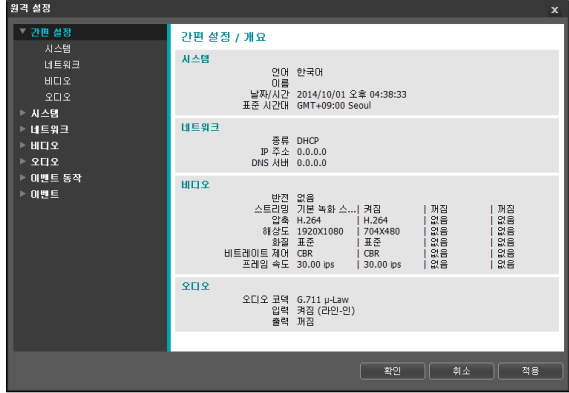 원격 설정 x
간편 설정
시스템
네트워크
비디오
오디오
시스템
네트워크
비디오
오디오
이벤트 동작
이벤트
간편 설정 / 개요
시스템
언어 한국어
이름
날짜/시간 2014/10/01 오후 04:38:33
표준 시간대 GMT+09:00 Seoul
네트워크
종류 DHCP
IP 주소 0.0.0.0
DNS 서버 0.0.0.0
비디오
반전 없음
스트리밍 기본 녹화 스...| 켜짐 | 꺼짐 | 꺼짐
압축 H.264 | H.264 | 없음 | 없음
해상도 1920X1080 | 704X480 | 없음 | 없음
화질 표준 | 표준 | 없음 | 없음
비트레이트 제어 CBR | CBR | 없음 | 없음
프레임 속도 30.00 ips | 30.00 ips | 없음 | 없음
오디오
오디오 코덱 G.711 μ-Law
입력 켜짐 (라인-인)
출력 꺼짐
확인 취소 적용